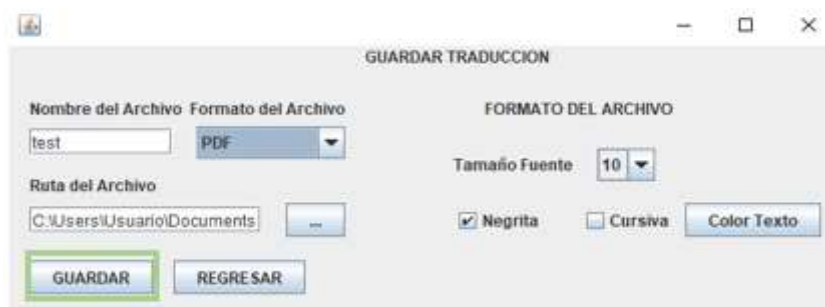 GUARDAR TRADUCCION
Nombre del Archivo Formato del Archivo
FORMATO DEL ARCHIVO
test
PDF
Tamaño Fuente
10
Ruta del Archivo
C:\Users\Usuario\Documents
...
Negrita
Cursiva
Color Texto
GUARDAR
REGRESAR